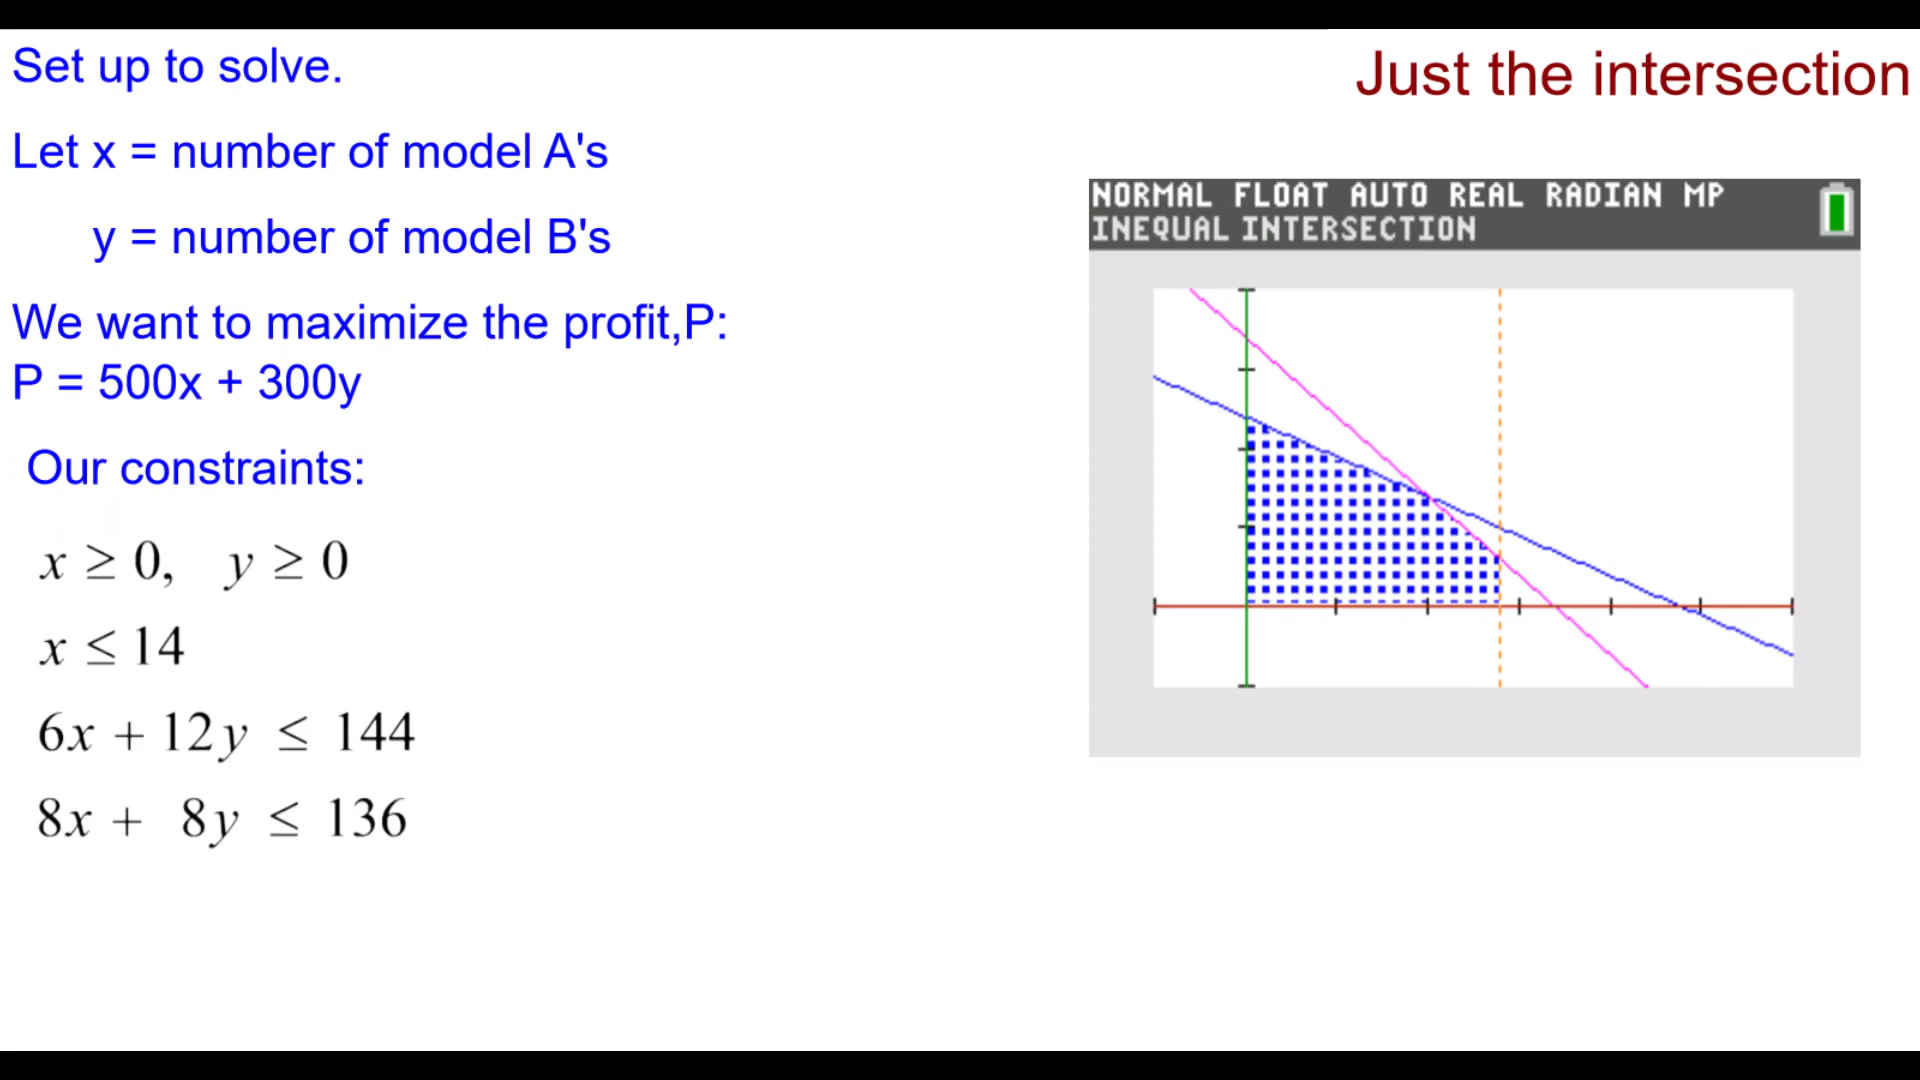 Set up to solve.
Just the intersection
Let x = number of model A's
y = number of model B's
We want to maximize the profit,P:
P = 500x + 300y
Our constraints:
x ≥ 0, y ≥ 0
x ≤ 14
6x + 12y ≤ 144
8x + 8y ≤ 136
NORMAL FLOAT AUTO REAL RADIAN MP
INEQUAL INTERSECTION